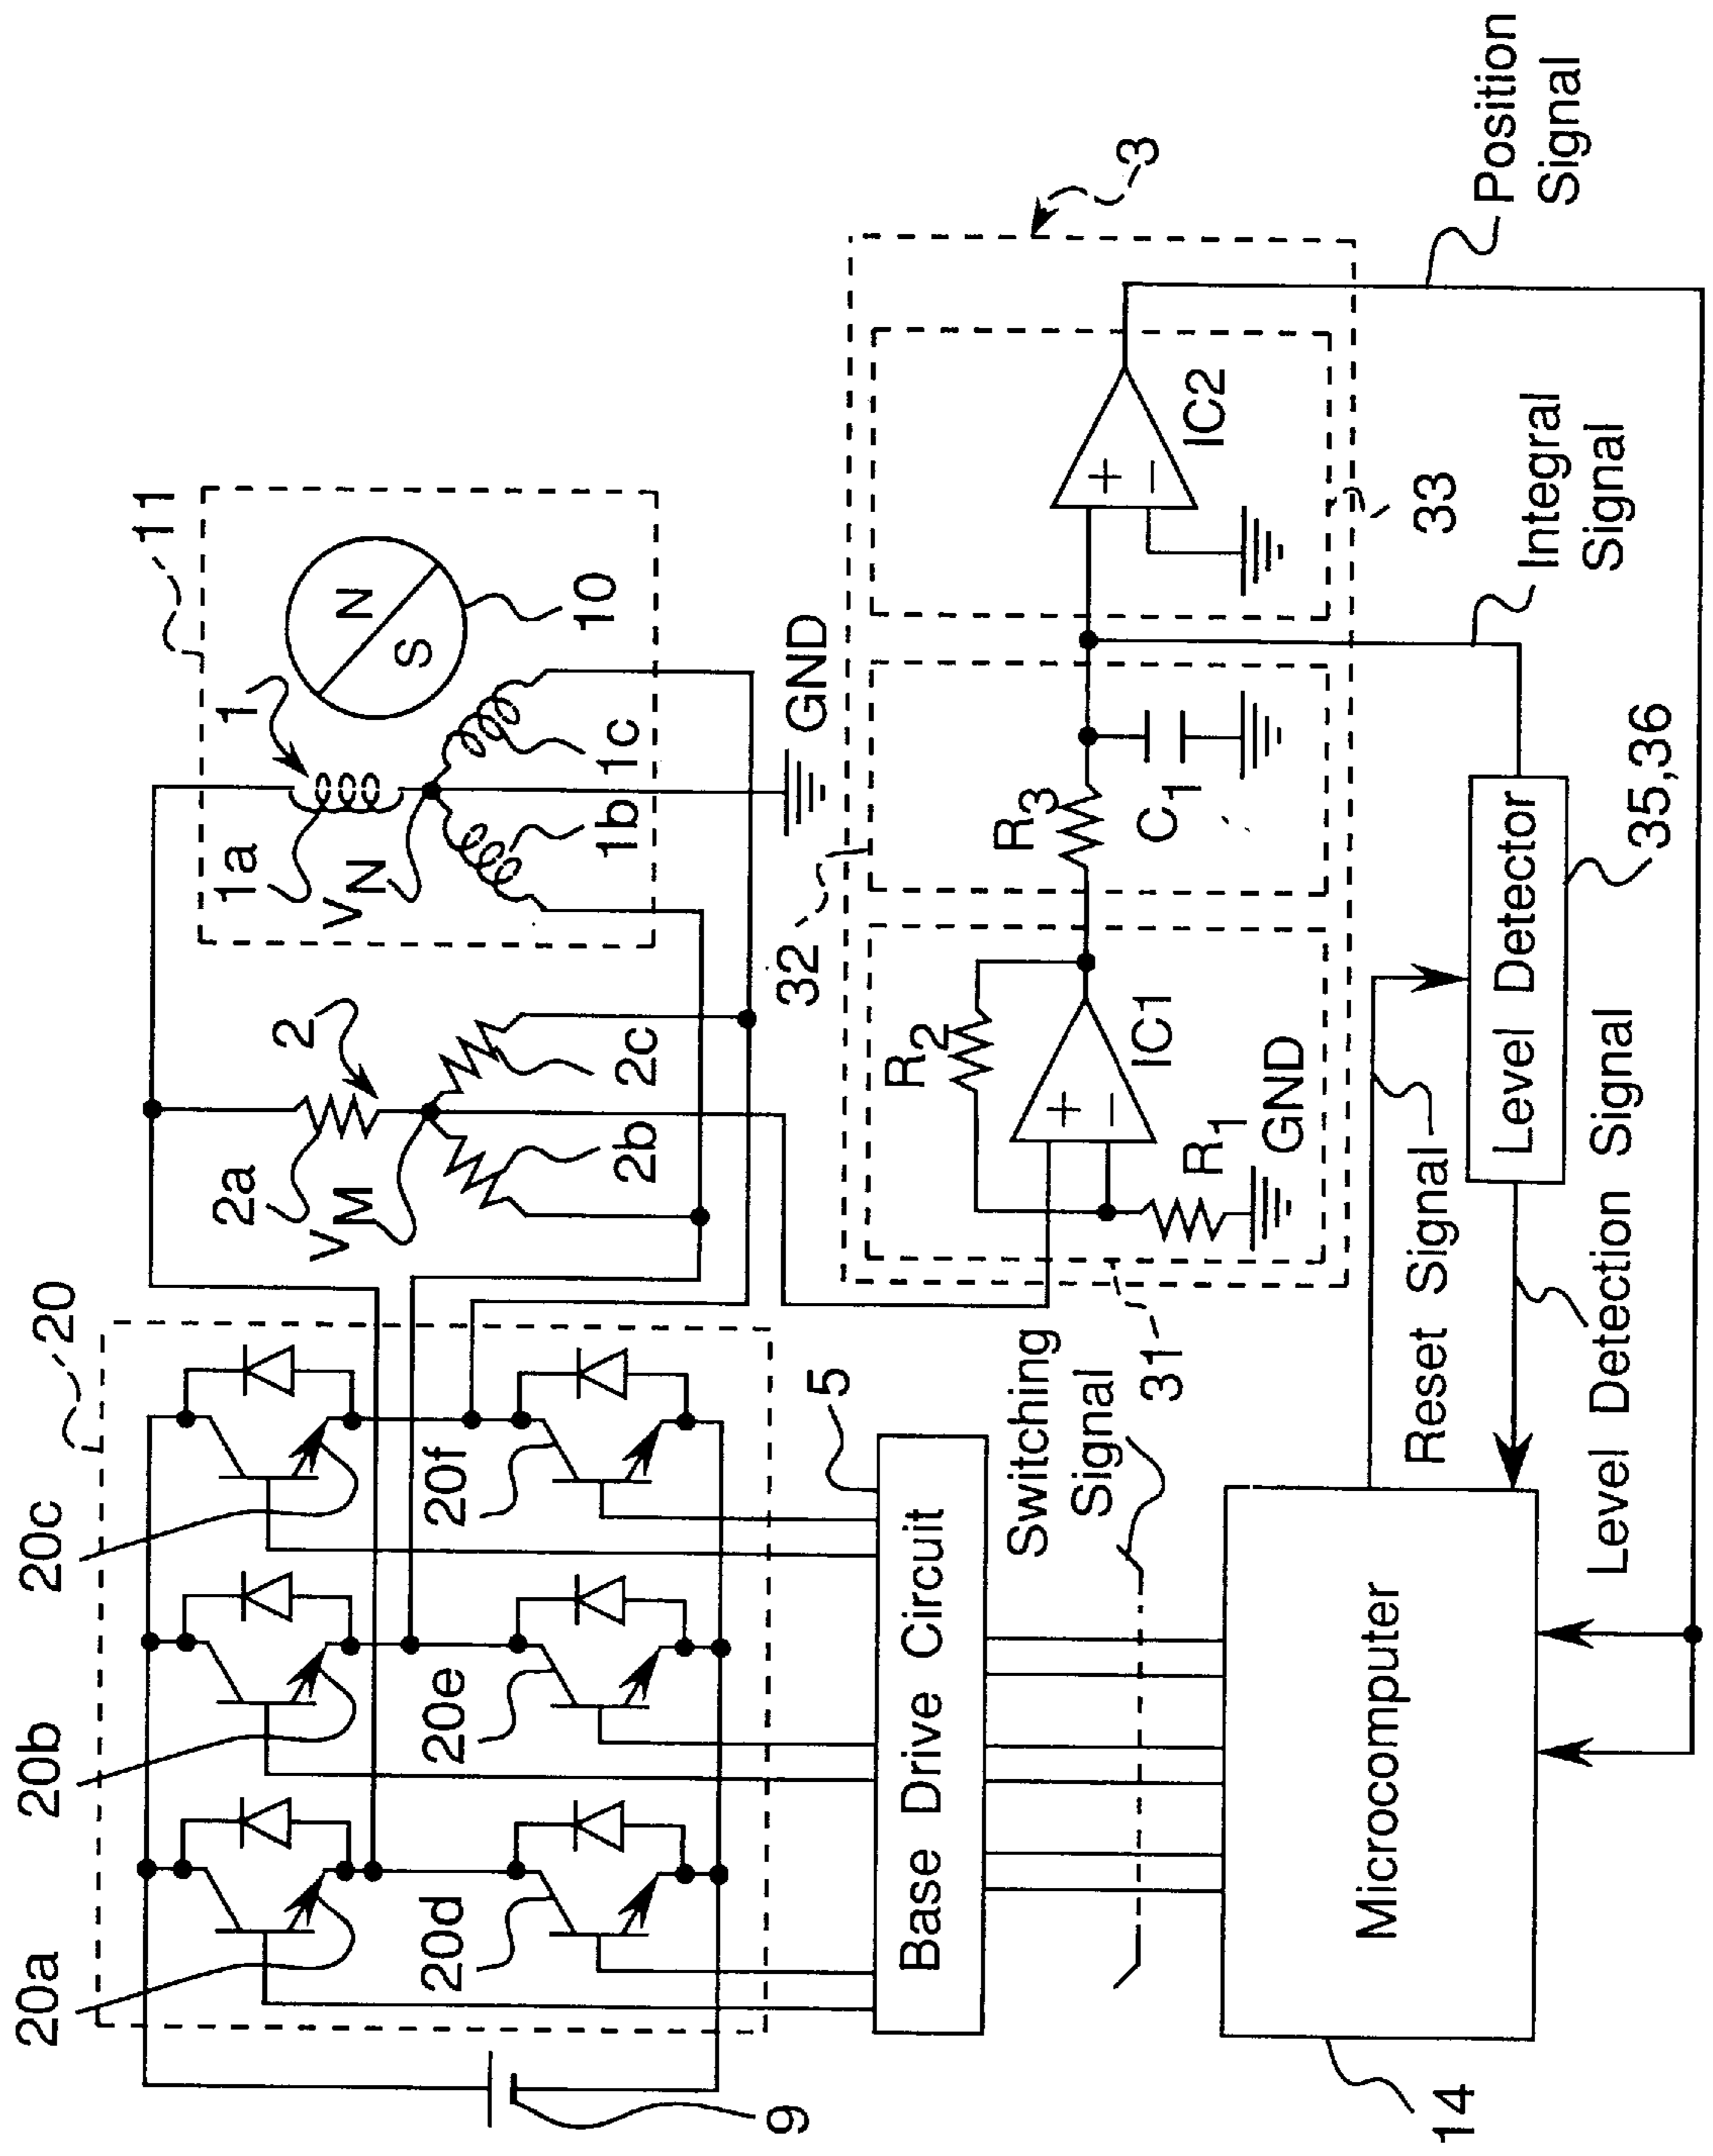 20
20a
20b
20c
20d
20e
20f
9
5
Base Drive Circuit
Switching
Signal
14
Microcomputer
2
2a
2b
2c
VM
11
1
1a
1b
1c
VN
N
S
10
GND
3
31
R2
+
−
IC1
R1
GND
32
R3
C1
33
+
−
IC2
Position
Signal
Integral
Signal
Level Detector
35,36
Reset Signal
Level Detection Signal